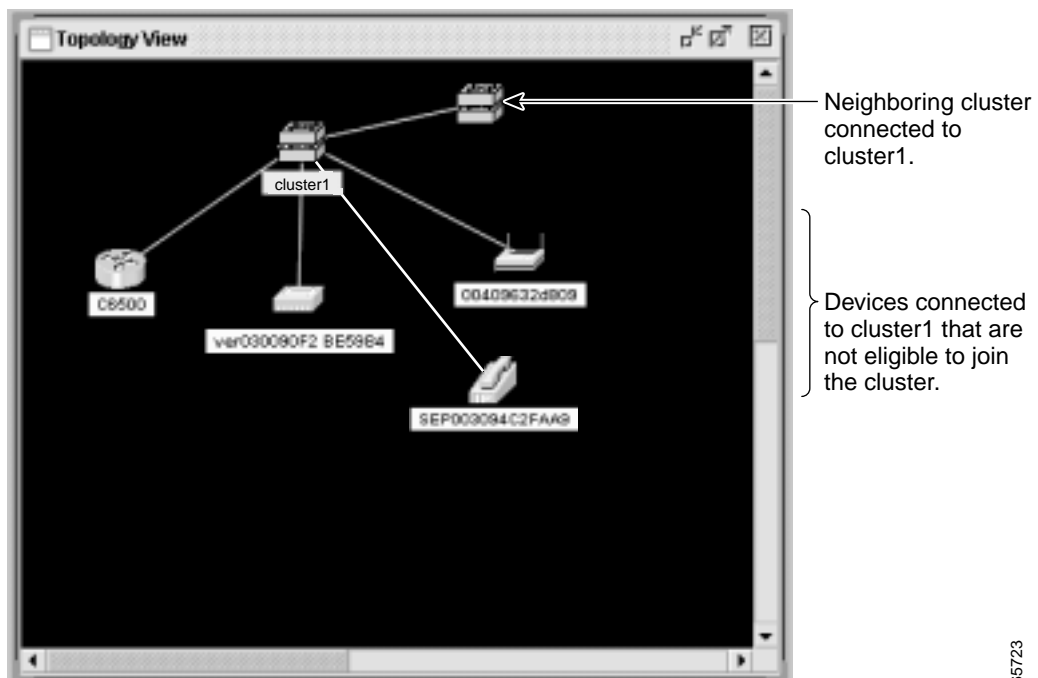 Topology View
Neighboring cluster
connected to
cluster1.
cluster1
C6500
00409632d809
ver030090F2 BE59B4
Devices connected
to cluster1 that are
not eligible to join
the cluster.
SEP003094C2FAA9